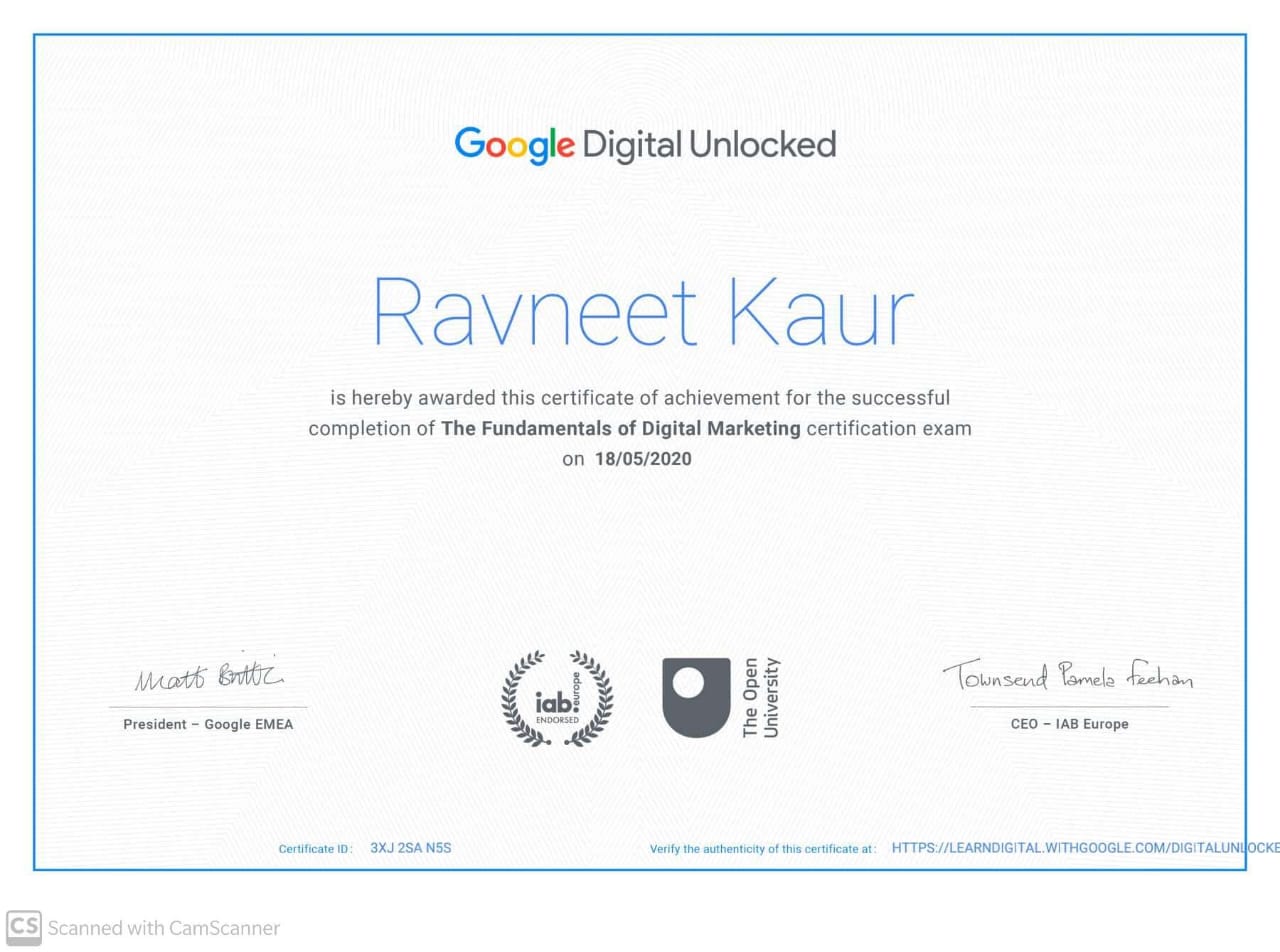 Google Digital Unlocked
Ravneet Kaur
is hereby awarded this certificate of achievement for the successful
completion of The Fundamentals of Digital Marketing certification exam
on 18/05/2020
Matt
Townsend Pamela Feehan
President – Google EMEA
iab europe
ENDORSED
The Open
University
CEO – IAB Europe
Certificate ID: 3XJ 2SA N5S
Verify the authenticity of this certificate at: HTTPS://LEARNDIGITAL.WITHGOOGLE.COM/DIGITALUNLOCKE
CS Scanned with CamScanner